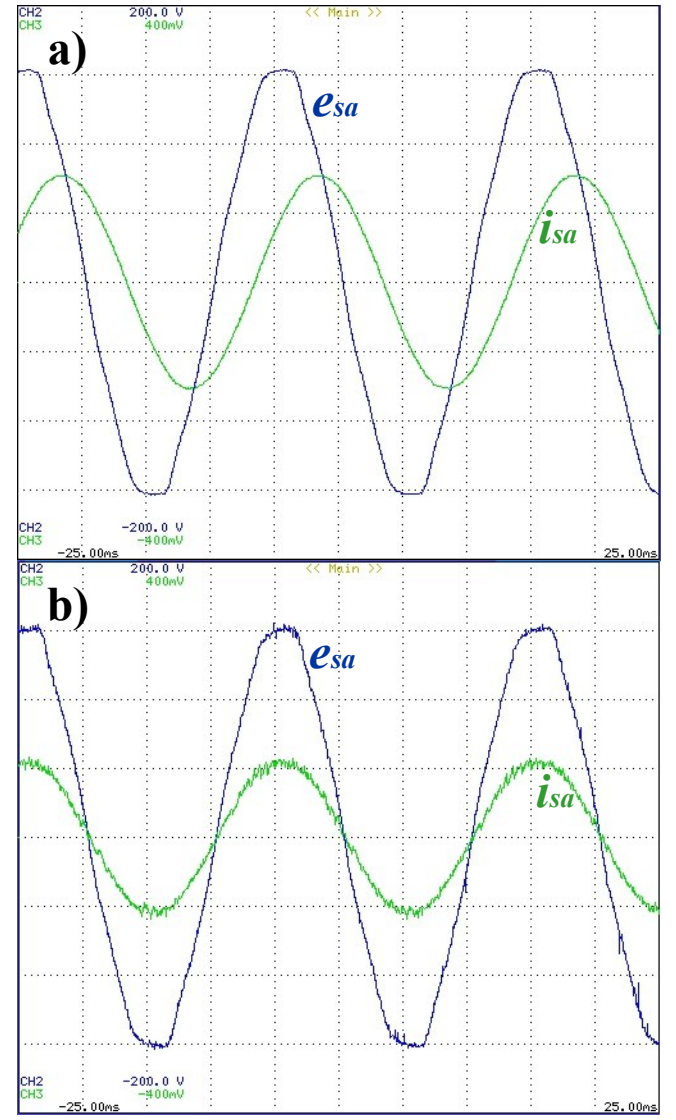 CH2 200.0 V << Main >>
CH3 400mV
a)
esa
isa
CH2 -200.0 V
CH3 -400mV
-25.00ms 25.00ms
CH2 200.0 V << Main >>
CH3 400mV
b)
esa
isa
CH2 -200.0 V
CH3 -400mV
-25.00ms 25.00ms